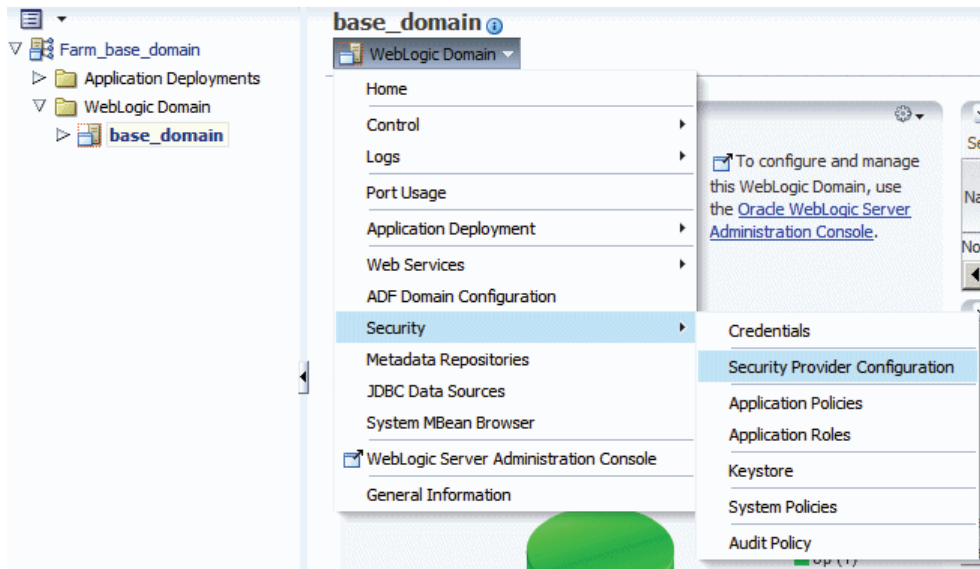 Farm_base_domain
Application Deployments
WebLogic Domain
base_domain
base_domain
WebLogic Domain
Home
Control
Logs
Port Usage
Application Deployment
Web Services
ADF Domain Configuration
Security
Metadata Repositories
JDBC Data Sources
System MBean Browser
WebLogic Server Administration Console
General Information
To configure and manage
this WebLogic Domain, use
the Oracle WebLogic Server
Administration Console.
Credentials
Security Provider Configuration
Application Policies
Application Roles
Keystore
System Policies
Audit Policy